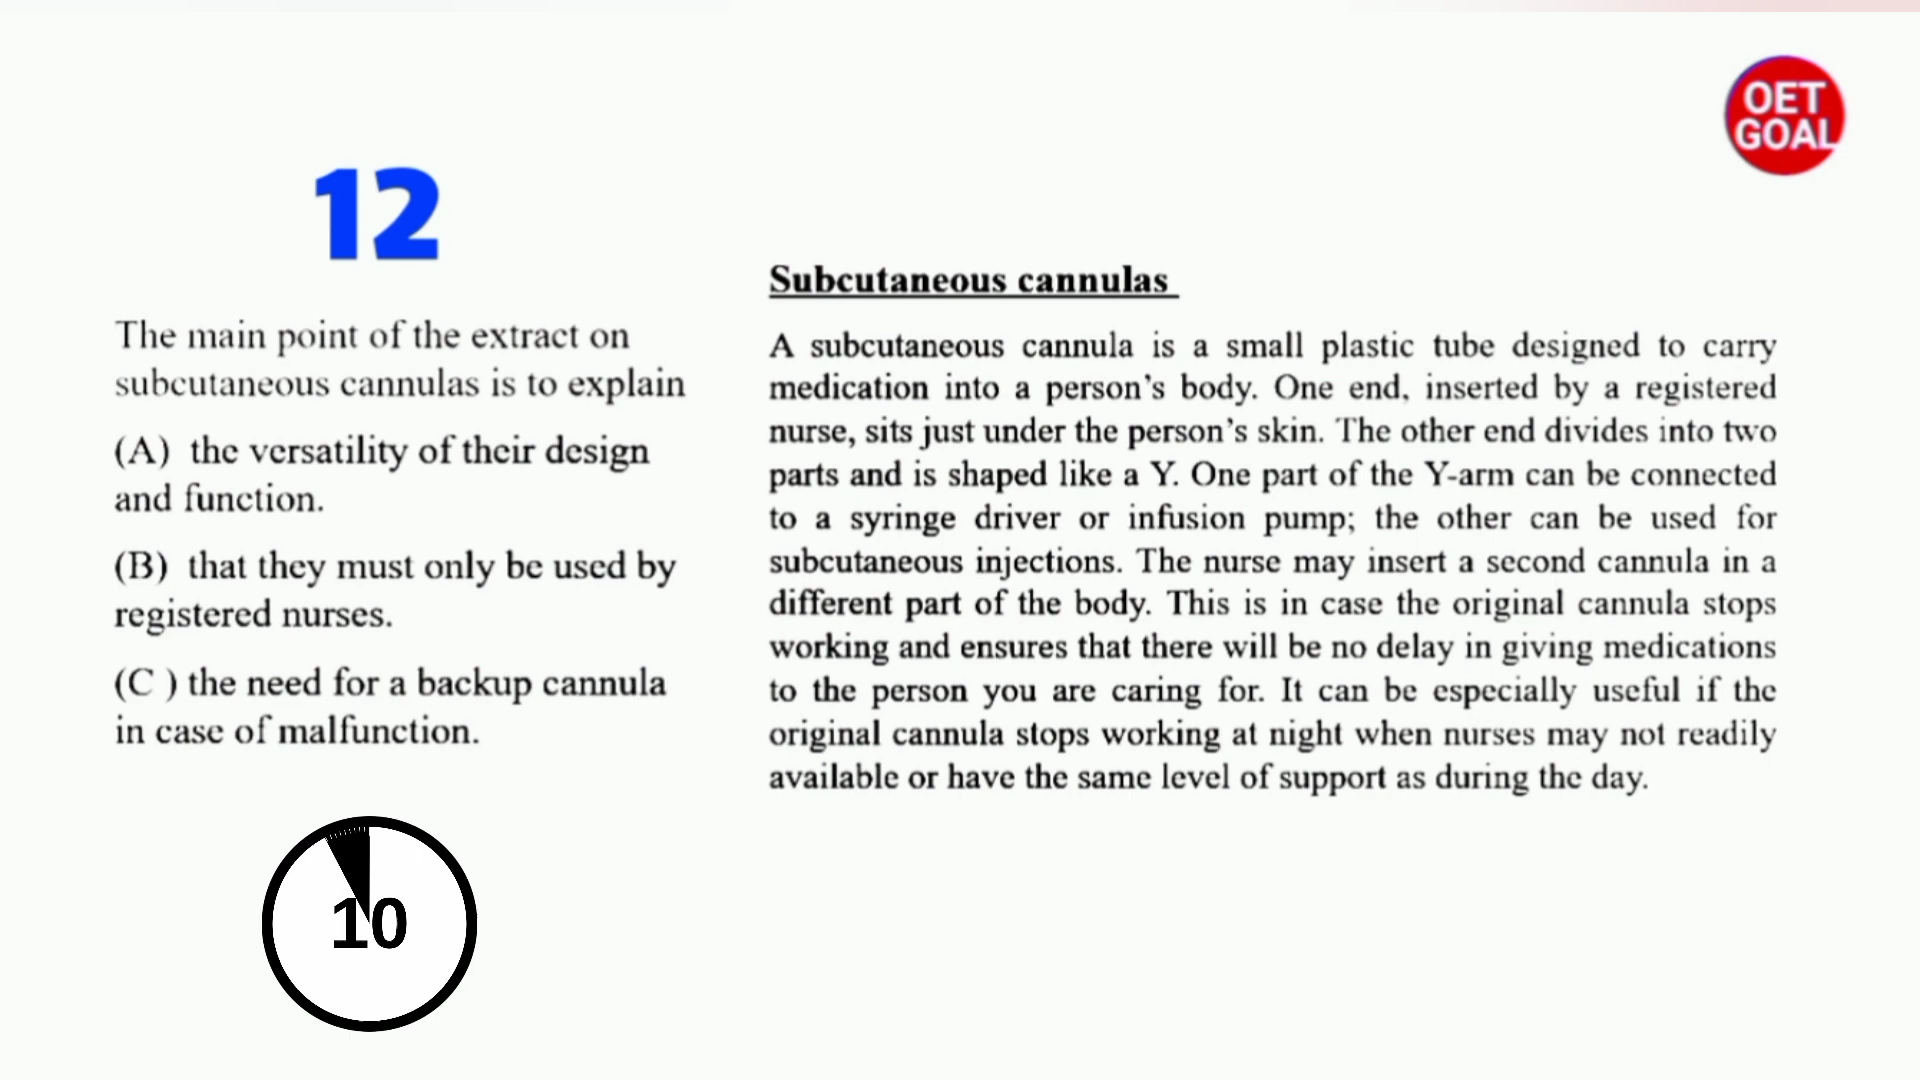 OET
GOAL
12
The main point of the extract on
subcutaneous cannulas is to explain
(A) the versatility of their design
and function.
(B) that they must only be used by
registered nurses.
(C ) the need for a backup cannula
in case of malfunction.
10
Subcutaneous cannulas
A subcutaneous cannula is a small plastic tube designed to carry
medication into a person's body. One end, inserted by a registered
nurse, sits just under the person's skin. The other end divides into two
parts and is shaped like a Y. One part of the Y-arm can be connected
to a syringe driver or infusion pump; the other can be used for
subcutaneous injections. The nurse may insert a second cannula in a
different part of the body. This is in case the original cannula stops
working and ensures that there will be no delay in giving medications
to the person you are caring for. It can be especially useful if the
original cannula stops working at night when nurses may not readily
available or have the same level of support as during the day.